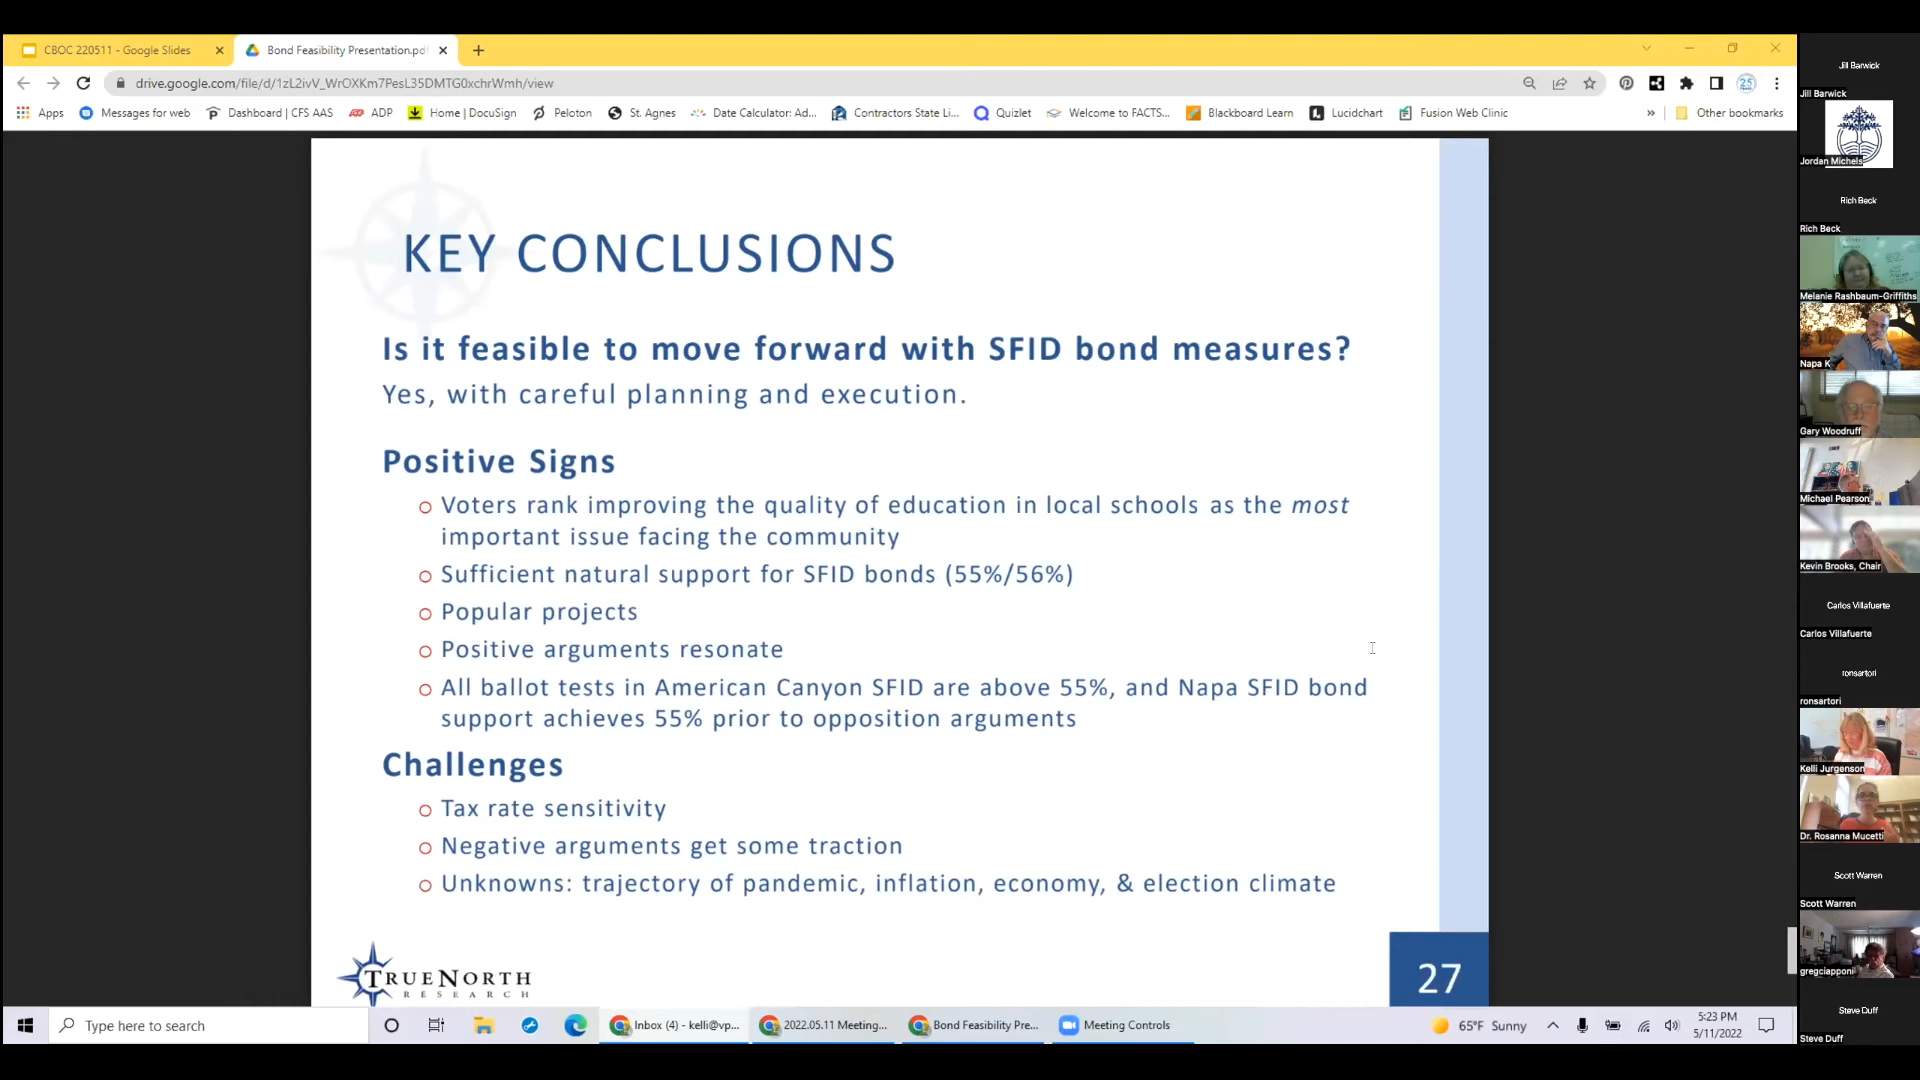 CBOC 220511 - Google Slides
Bond Feasibility Presentation.pd
drive.google.com/file/d/1zL2ivV_WrOXKm7PesL35DMTG0xchrWmh/view
Apps
Messages for web
Dashboard | CFS AAS
ADP
Home | DocuSign
Peloton
St. Agnes
Date Calculator: Ad...
Contractors State Li...
Quizlet
Welcome to FACTS...
Blackboard Learn
Lucidchart
Fusion Web Clinic
»
Other bookmarks
KEY CONCLUSIONS
Is it feasible to move forward with SFID bond measures?
Yes, with careful planning and execution.
Positive Signs
Voters rank improving the quality of education in local schools as the most
important issue facing the community
Sufficient natural support for SFID bonds (55%/56%)
Popular projects
Positive arguments resonate
All ballot tests in American Canyon SFID are above 55%, and Napa SFID bond
support achieves 55% prior to opposition arguments
Challenges
Tax rate sensitivity
Negative arguments get some traction
Unknowns: trajectory of pandemic, inflation, economy, & election climate
TRUENORTH
RESEARCH
27
Type here to search
Inbox (4) - kelli@vp...
2022.05.11 Meeting...
Bond Feasibility Pre...
Meeting Controls
65°F Sunny
5:23 PM
5/11/2022
Jill Barwick
Jill Barwick
Jordan Michels
Rich Beck
Rich Beck
Melanie Rashbaum-Griffiths
Napa K
Gary Woodruff
Michael Pearson
Kevin Brooks, Chair
Carlos Villafuerte
Carlos Villafuerte
ronsartori
ronsartori
Kelli Jurgenson
Dr. Rosanna Mucetti
Scott Warren
Scott Warren
gregciapponi
Steve Duff
Steve Duff